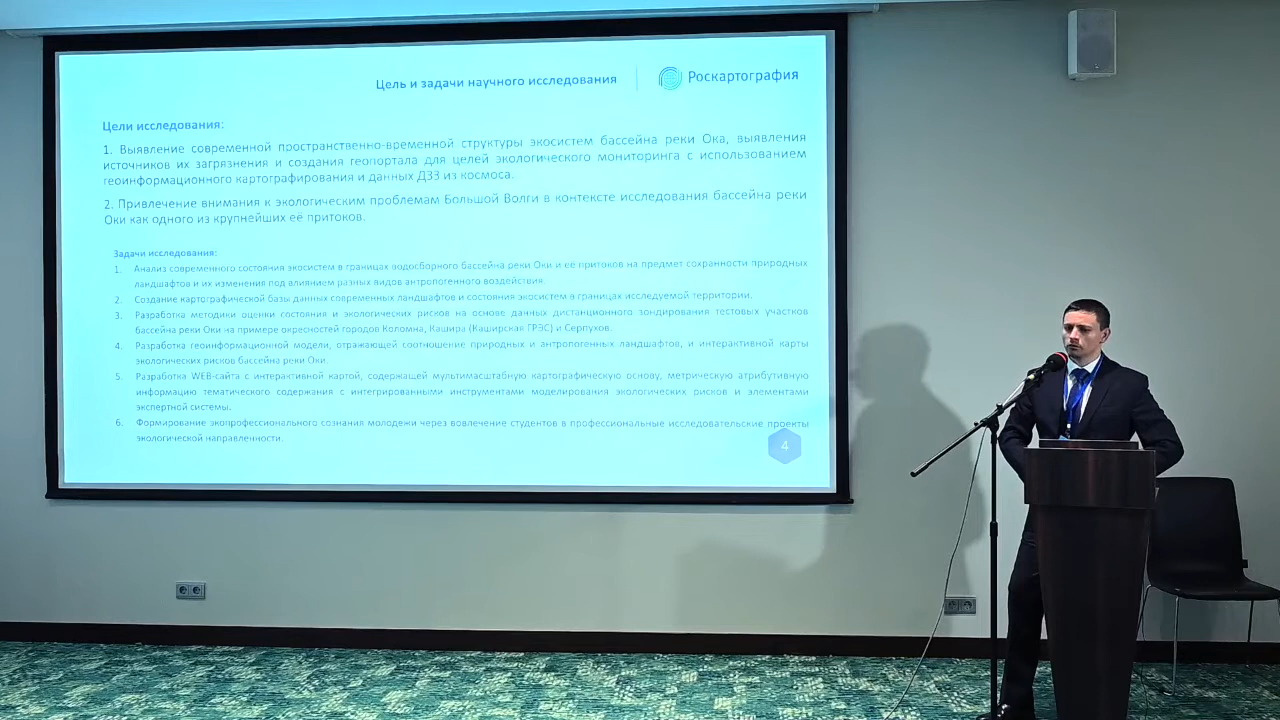 Цель и задачи научного исследования
Роскартография
Цели исследования:
1. Выявление современной пространственно-временной структуры экосистем бассейна реки Ока, выявления
источников их загрязнения и создания геопортала для целей экологического мониторинга с использованием
геоинформационного картографирования и данных ДЗЗ из космоса.
2. Привлечение внимания к экологическим проблемам Большой Волги в контексте исследования бассейна реки
Оки как одного из крупнейших её притоков.
Задачи исследования:
1. Анализ современного состояния экосистем в границах водосборного бассейна реки Оки и её притоков на предмет сохранности природных
ландшафтов и их изменения под влиянием разных видов антропогенного воздействия.
2. Создание картографической базы данных современных ландшафтов и состояния экосистем в границах исследуемой территории.
3. Разработка методики оценки состояния и экологических рисков на основе данных дистанционного зондирования тестовых участков
бассейна реки Оки на примере окресностей городов Коломна, Кашира (Каширская ГРЭС) и Серпухов.
4. Разработка геоинформационной модели, отражающей соотношение природных и антропогенных ландшафтов, и интерактивной карты
экологических рисков бассейна реки Оки.
5. Разработка WEB-сайта с интерактивной картой, содержащей мультимасштабную картографическую основу, метрическую атрибутивную
информацию тематического содержания с интегрированными инструментами моделирования экологических рисков и элементами
экспертной системы.
6. Формирование экопрофессионального сознания молодежи через вовлечение студентов в профессиональные исследовательские проекты
экологической направленности.
4